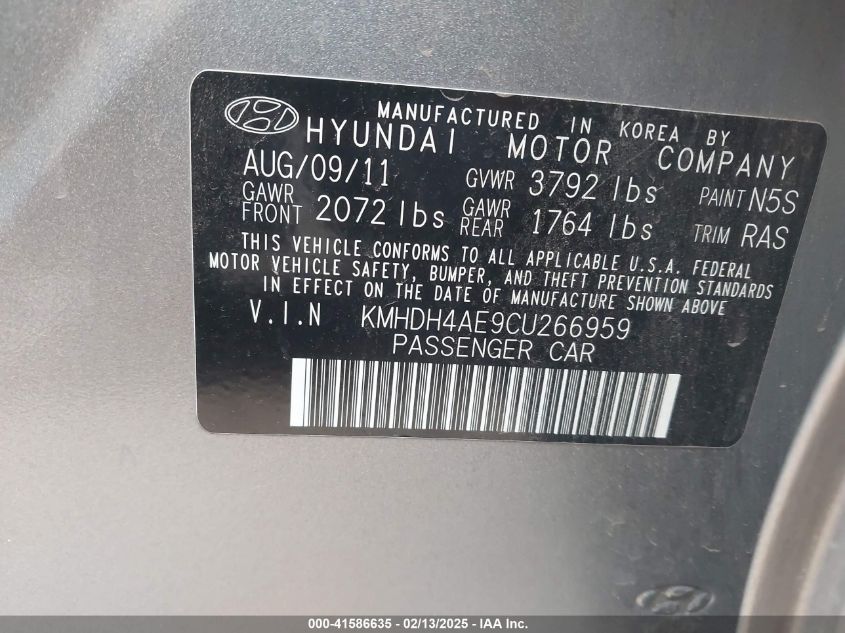 MANUFACTURED IN KOREA BY
HYUNDAI MOTOR COMPANY
AUG/09/11 GVWR 3792 lbs PAINT N5S
GAWR FRONT 2072 lbs GAWR REAR 1764 lbs TRIM RAS
THIS VEHICLE CONFORMS TO ALL APPLICABLE U.S.A. FEDERAL
MOTOR VEHICLE SAFETY, BUMPER, AND THEFT PREVENTION STANDARDS
IN EFFECT ON THE DATE OF MANUFACTURE SHOWN ABOVE
V.I.N KMHDH4AE9CU266959
PASSENGER CAR
000-41586635 - 02/13/2025 - IAA Inc.